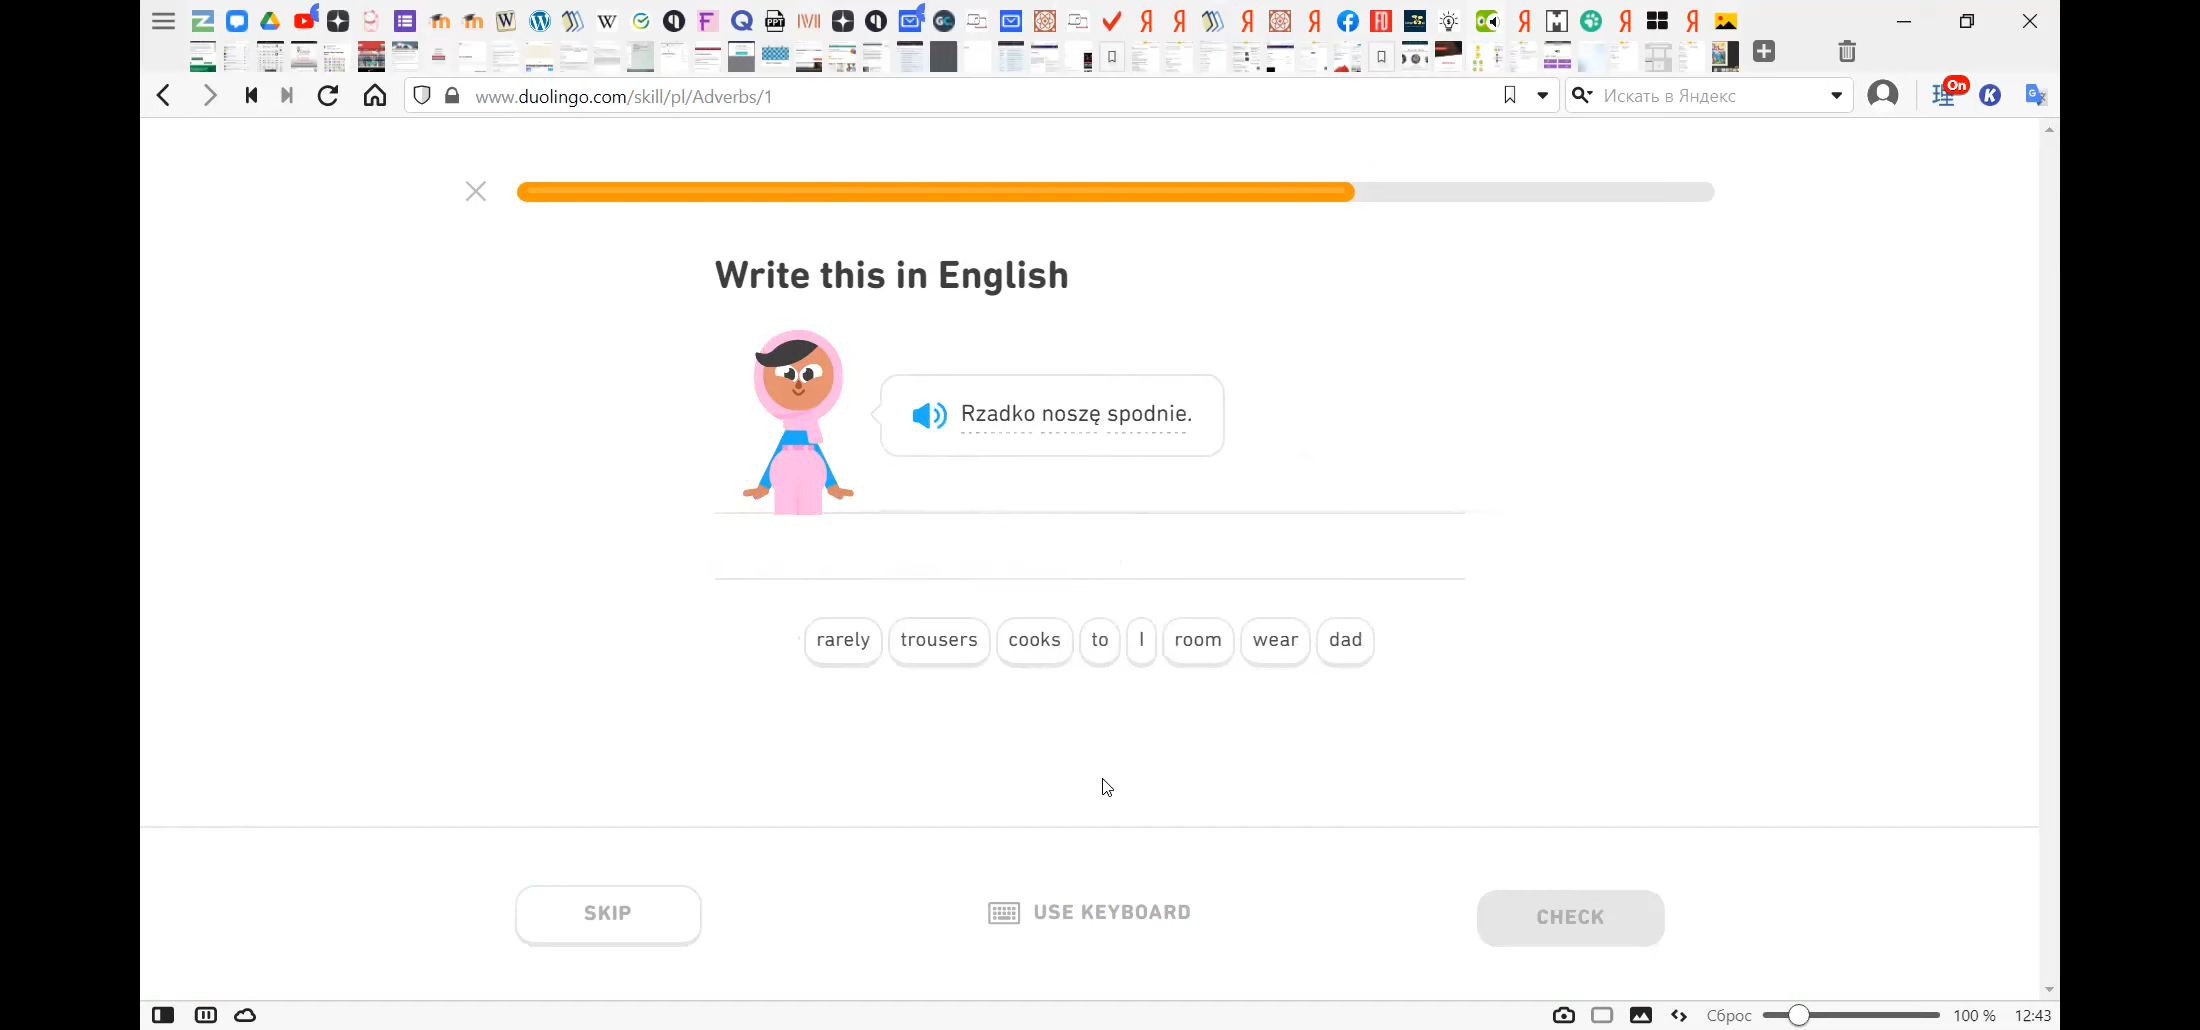 On
www.duolingo.com/skill/pl/Adverbs/1
Искать в Яндекс
Write this in English
Rzadko noszę spodnie.
rarely trousers cooks to I room wear dad
SKIP
USE KEYBOARD
CHECK
Сброс
100 %
12:43